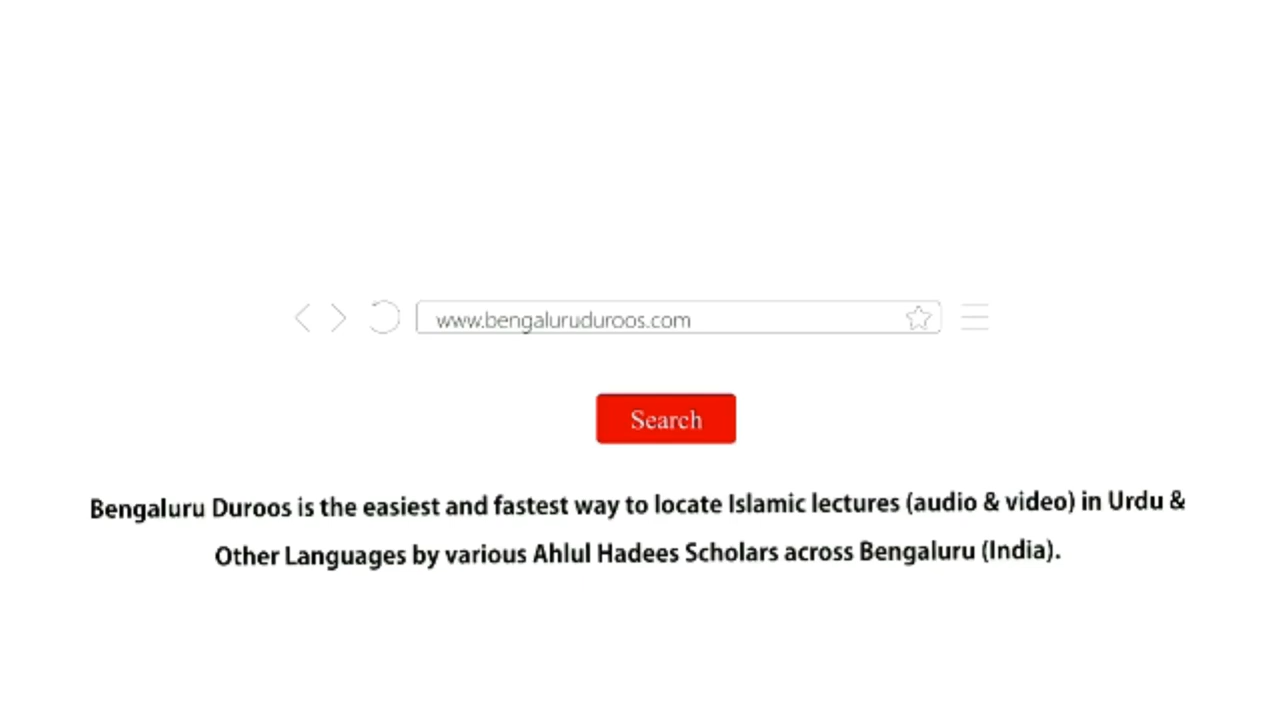 www.bengaluruduroos.com
Search
Bengaluru Duroos is the easiest and fastest way to locate Islamic lectures (audio & video) in Urdu &
Other Languages by various Ahlul Hadees Scholars across Bengaluru (India).